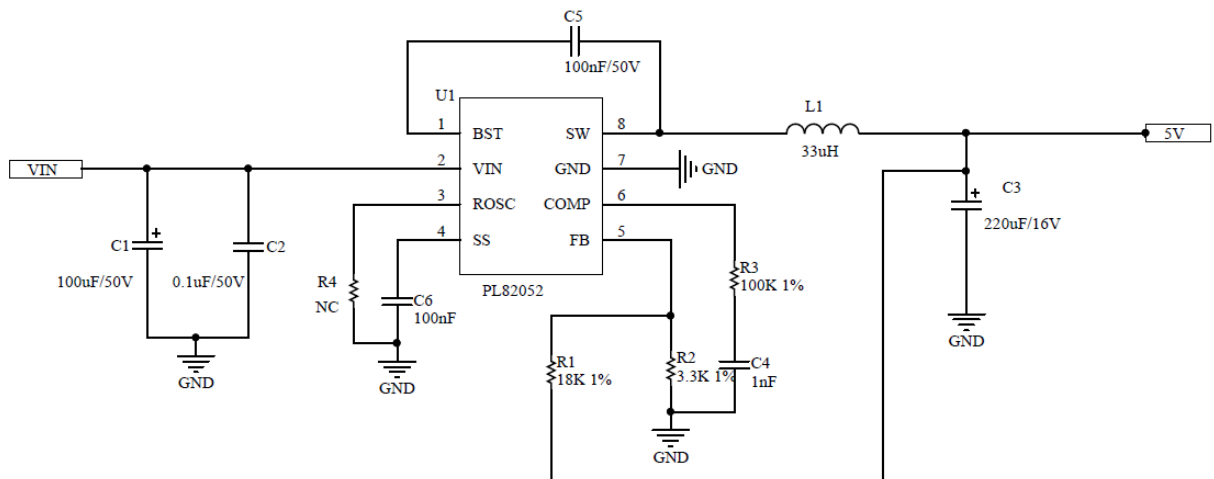 C5
100nF/50V
U1
1 BST SW 8
2 VIN GND 7
3 ROSC COMP 6
4 SS FB 5
PL82052
VIN
C1
100uF/50V
C2
0.1uF/50V
GND
R4
NC
C6
100nF
GND
GND
L1
33uH
5V
C3
220uF/16V
GND
R3
100K 1%
R1
18K 1%
R2
3.3K 1%
C4
1nF
GND